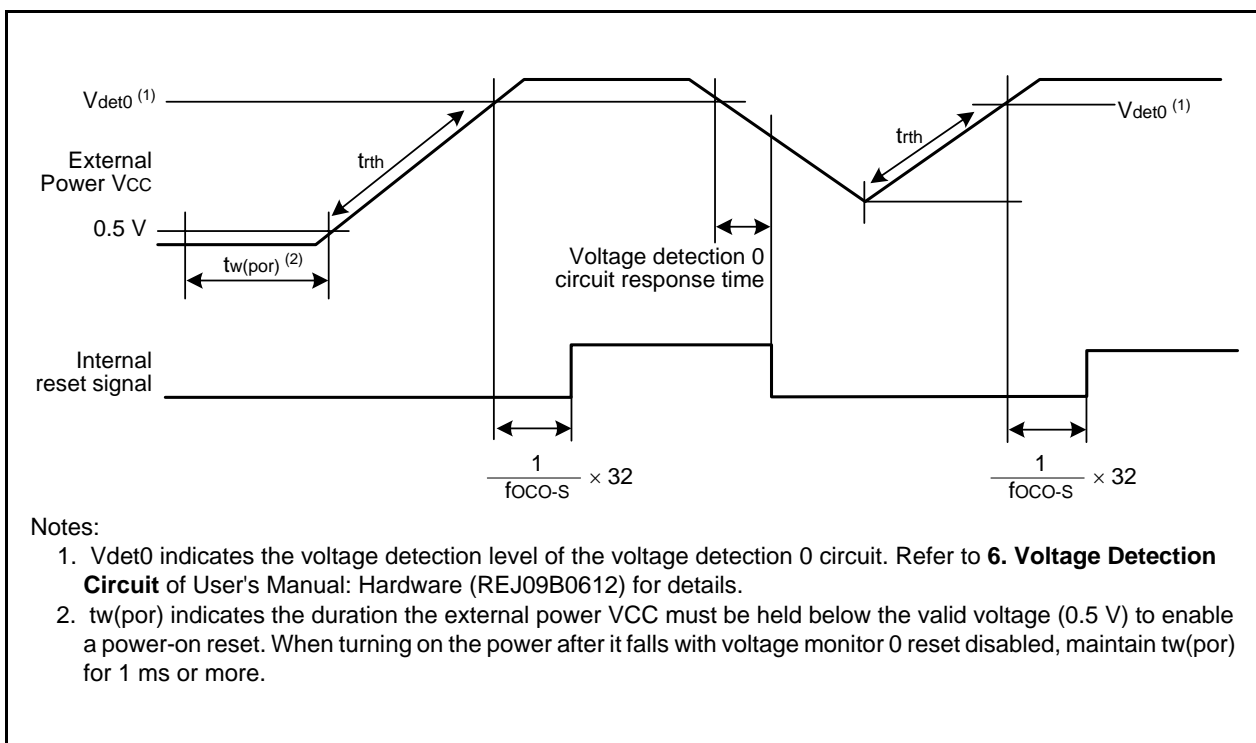 Vdet0 (1)
External
Power VCC
0.5 V
tw(por) (2)
trth
trth
Vdet0 (1)
Voltage detection 0
circuit response time
Internal
reset signal
1
fOCO-S
× 32
1
fOCO-S
× 32
Notes:
1. Vdet0 indicates the voltage detection level of the voltage detection 0 circuit. Refer to 6. Voltage Detection
Circuit of User's Manual: Hardware (REJ09B0612) for details.
2. tw(por) indicates the duration the external power VCC must be held below the valid voltage (0.5 V) to enable
a power-on reset. When turning on the power after it falls with voltage monitor 0 reset disabled, maintain tw(por)
for 1 ms or more.